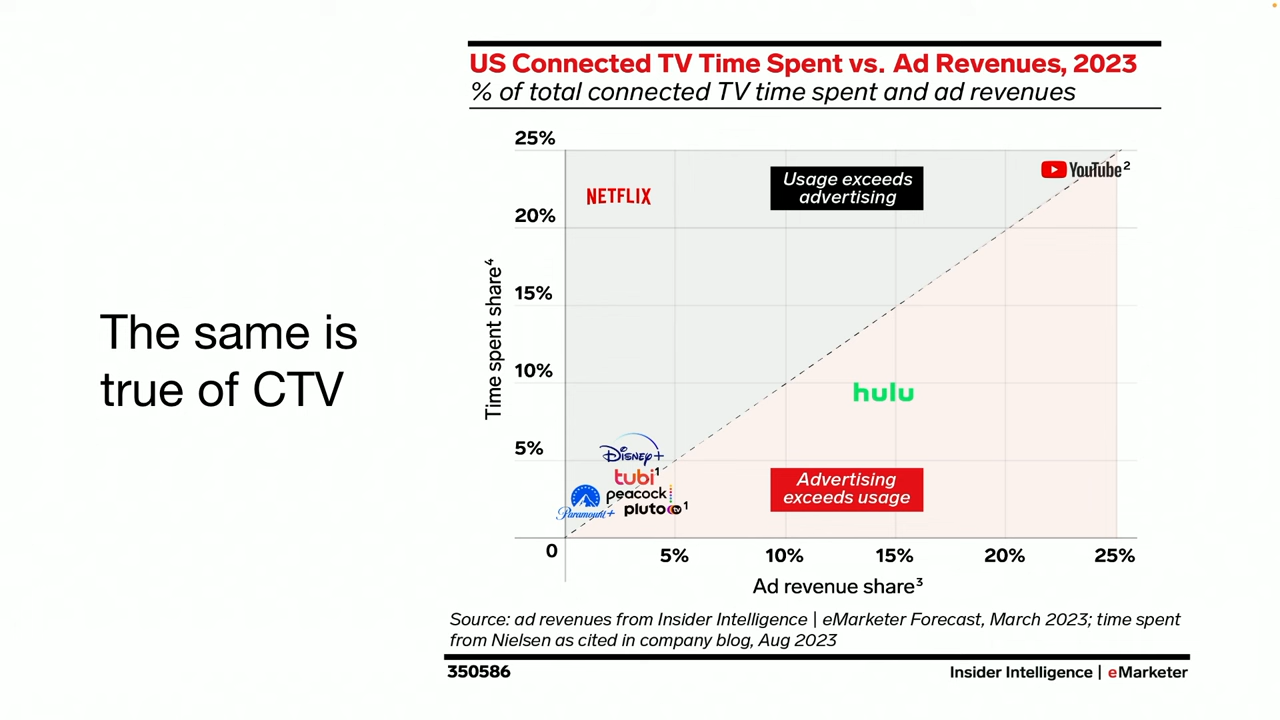 The same is
true of CTV
US Connected TV Time Spent vs. Ad Revenues, 2023
% of total connected TV time spent and ad revenues
25%
20%
15%
10%
5%
0
Time spent share⁴
NETFLIX
Usage exceeds
advertising
YouTube²
hulu
Disney+
tubi¹
peacock
Paramount+
pluto tv¹
Advertising
exceeds usage
5%
10%
15%
20%
25%
Ad revenue share³
Source: ad revenues from Insider Intelligence | eMarketer Forecast, March 2023; time spent
from Nielsen as cited in company blog, Aug 2023
350586
Insider Intelligence | eMarketer